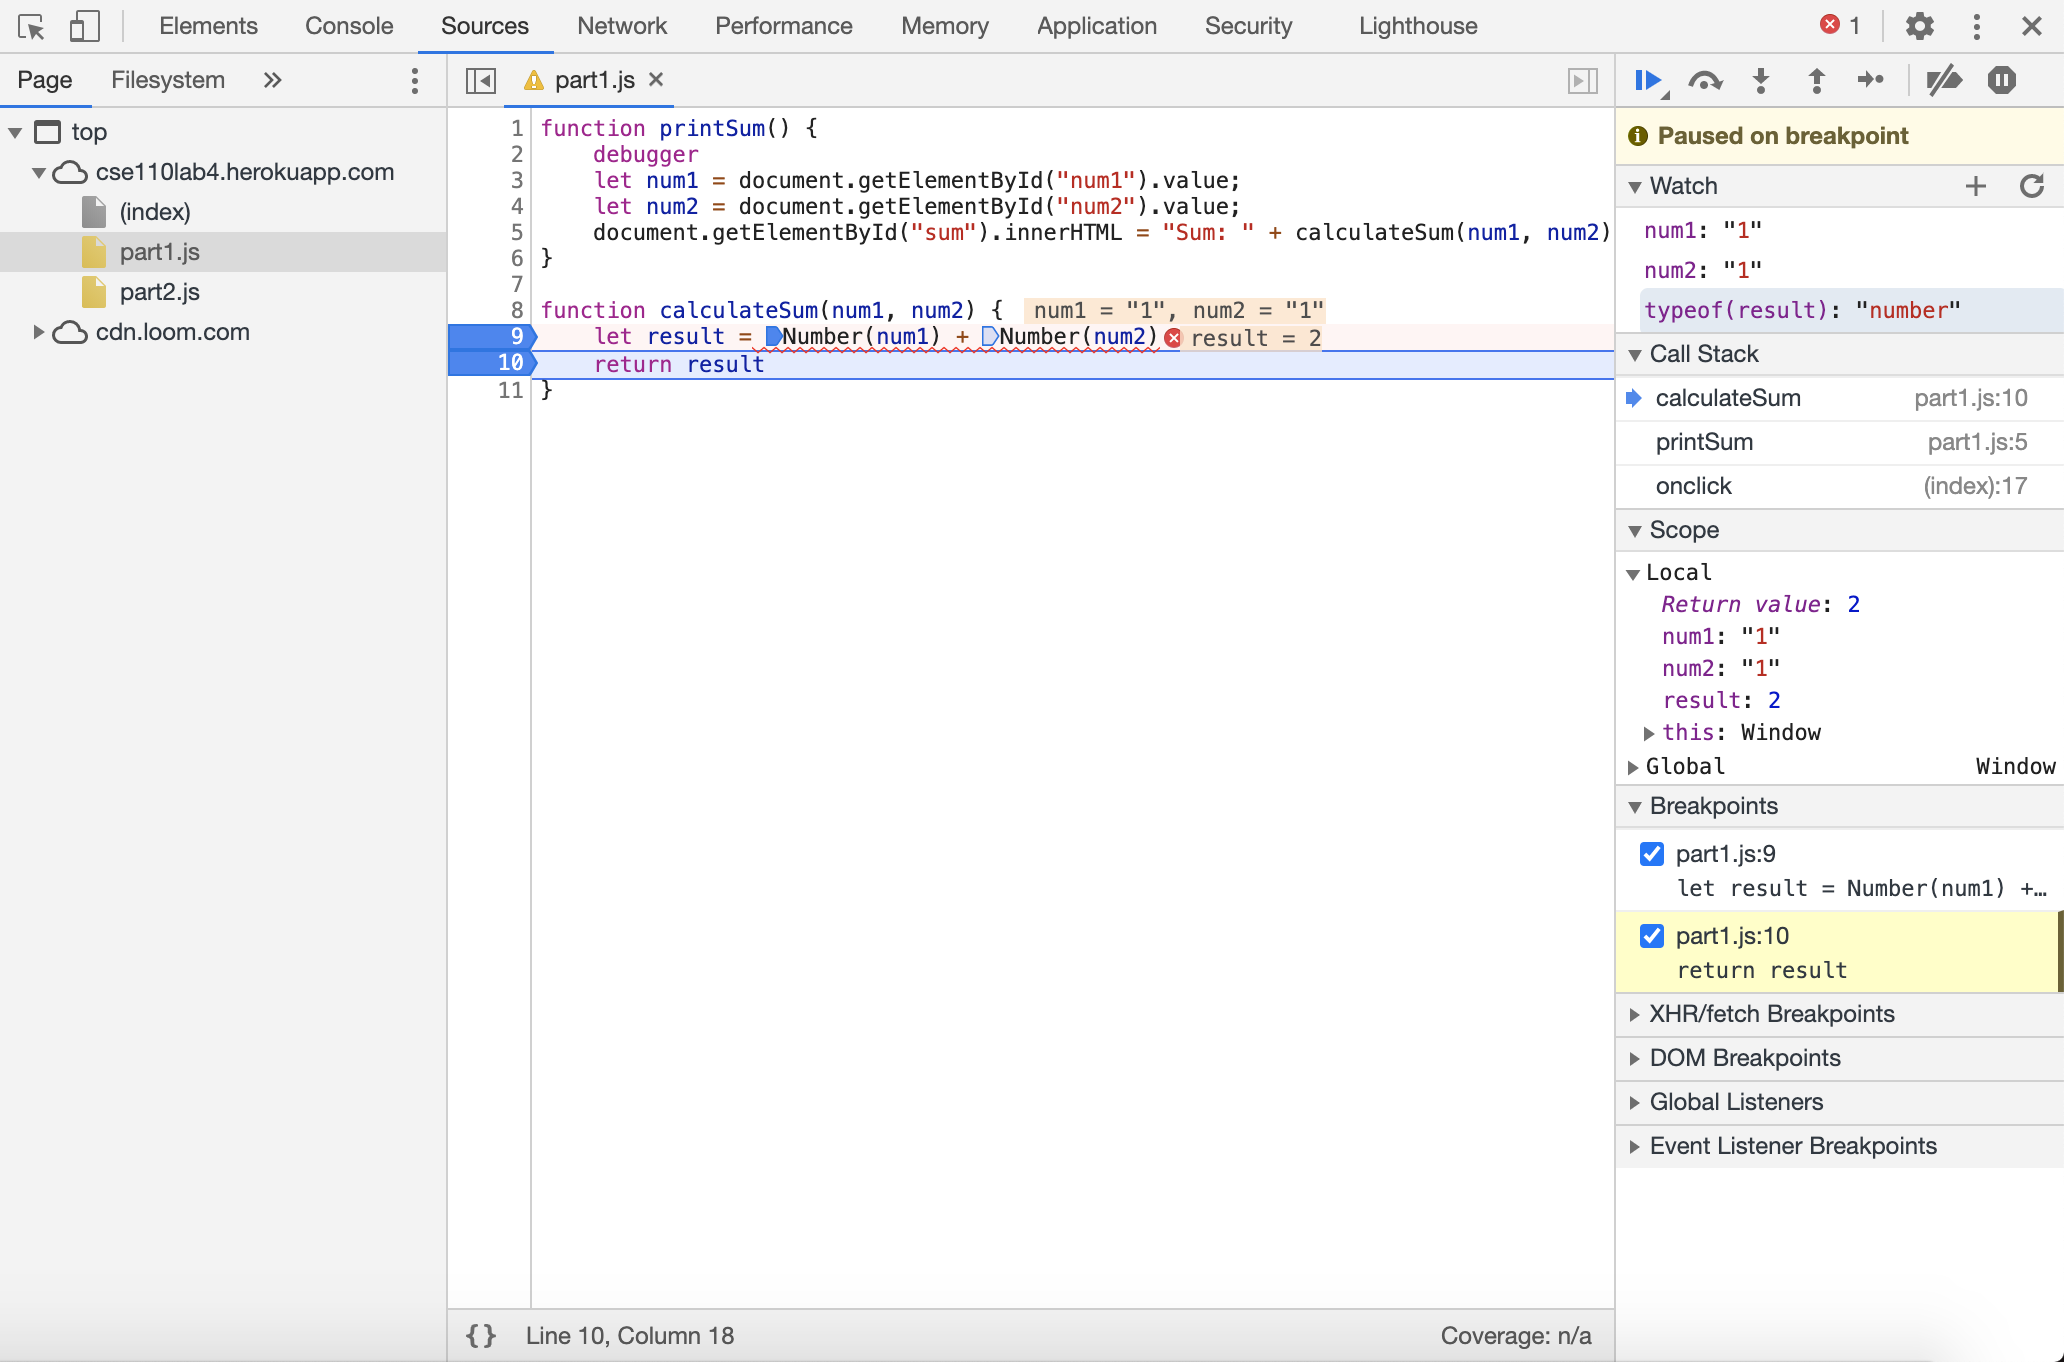 Elements Console Sources Network Performance Memory Application Security Lighthouse 1
Page Filesystem
part1.js
top
cse110lab4.herokuapp.com
(index)
part1.js
part2.js
cdn.loom.com
1 function printSum() {
2 debugger
3 let num1 = document.getElementById("num1").value;
4 let num2 = document.getElementById("num2").value;
5 document.getElementById("sum").innerHTML = "Sum: " + calculateSum(num1, num2)
6 }
7
8 function calculateSum(num1, num2) { num1 = "1", num2 = "1"
9 let result = Number(num1) + Number(num2) result = 2
10 return result
11 }
{} Line 10, Column 18 Coverage: n/a
Paused on breakpoint
Watch
num1: "1"
num2: "1"
typeof(result): "number"
Call Stack
calculateSum part1.js:10
printSum part1.js:5
onclick (index):17
Scope
Local
Return value: 2
num1: "1"
num2: "1"
result: 2
this: Window
Global Window
Breakpoints
part1.js:9
let result = Number(num1) +…
part1.js:10
return result
XHR/fetch Breakpoints
DOM Breakpoints
Global Listeners
Event Listener Breakpoints